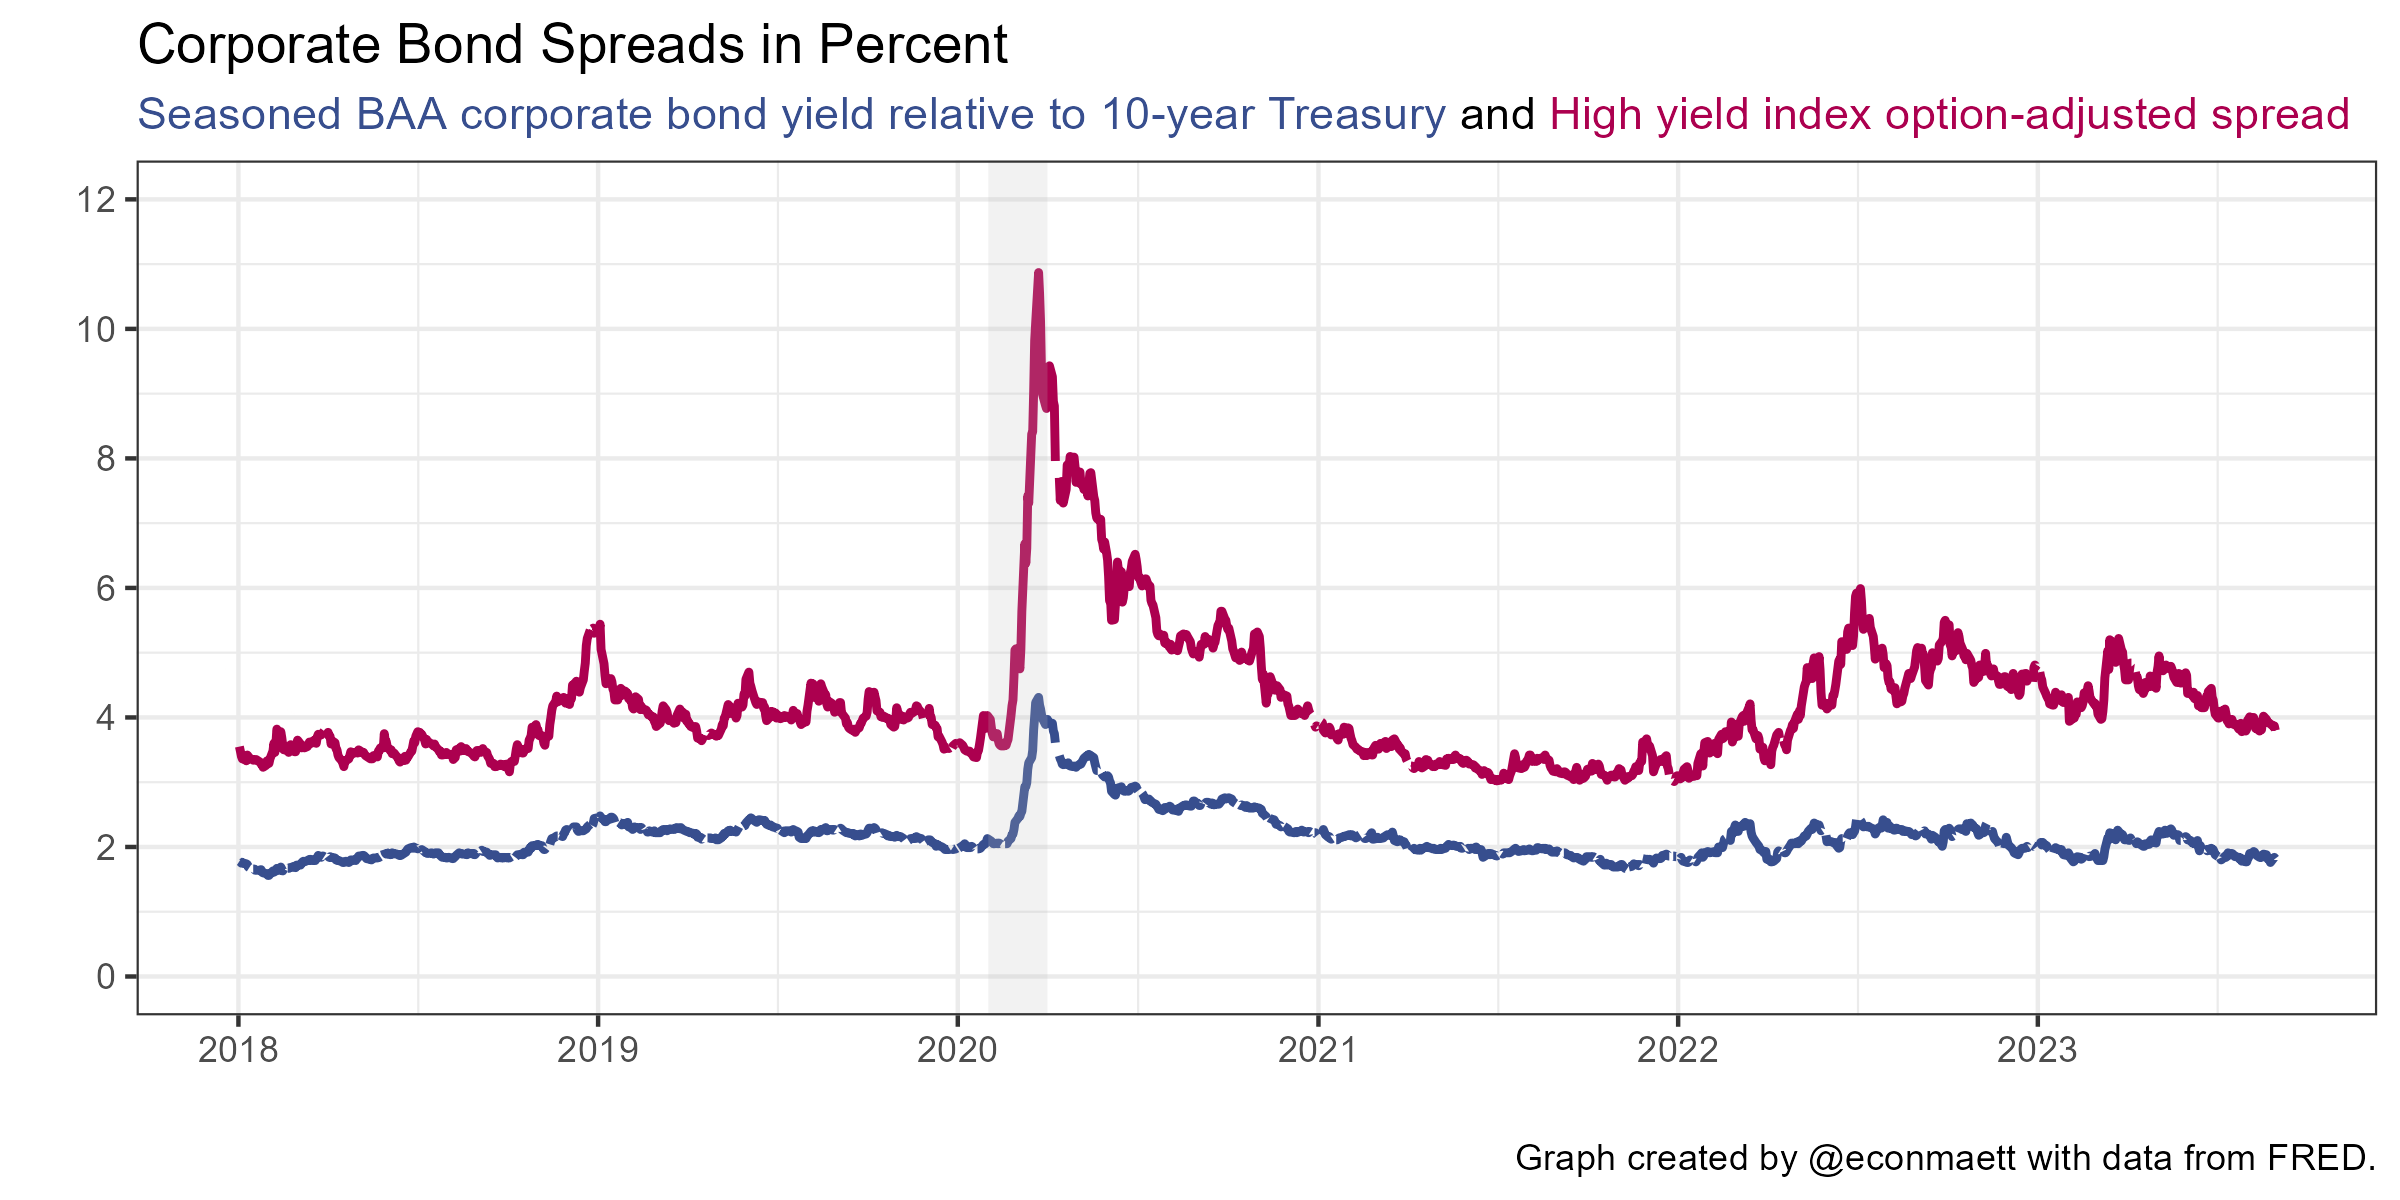 Corporate Bond Spreads in Percent
Seasoned BAA corporate bond yield relative to 10-year Treasury and High yield index option-adjusted spread
12
10
8
6
4
2
0
2018 2019 2020 2021 2022 2023
Graph created by @econmaett with data from FRED.